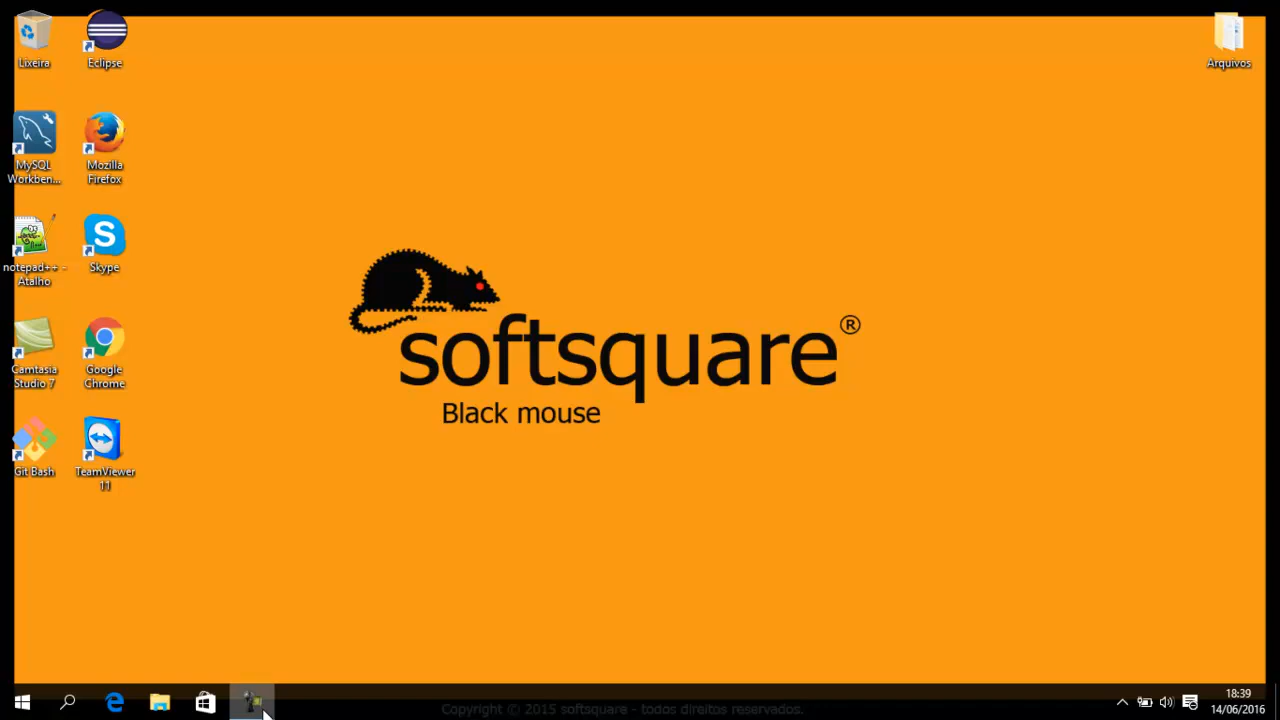 Lixeira
Eclipse
Arquivos
MySQL
Workben...
Mozilla
Firefox
notepad++ -
Atalho
Skype
Camtasia
Studio 7
Google
Chrome
Git Bash
TeamViewer
11
softsquare®
Black mouse
18:39
14/06/2016
Copyright © 2015 softsquare - todos direitos reservados.